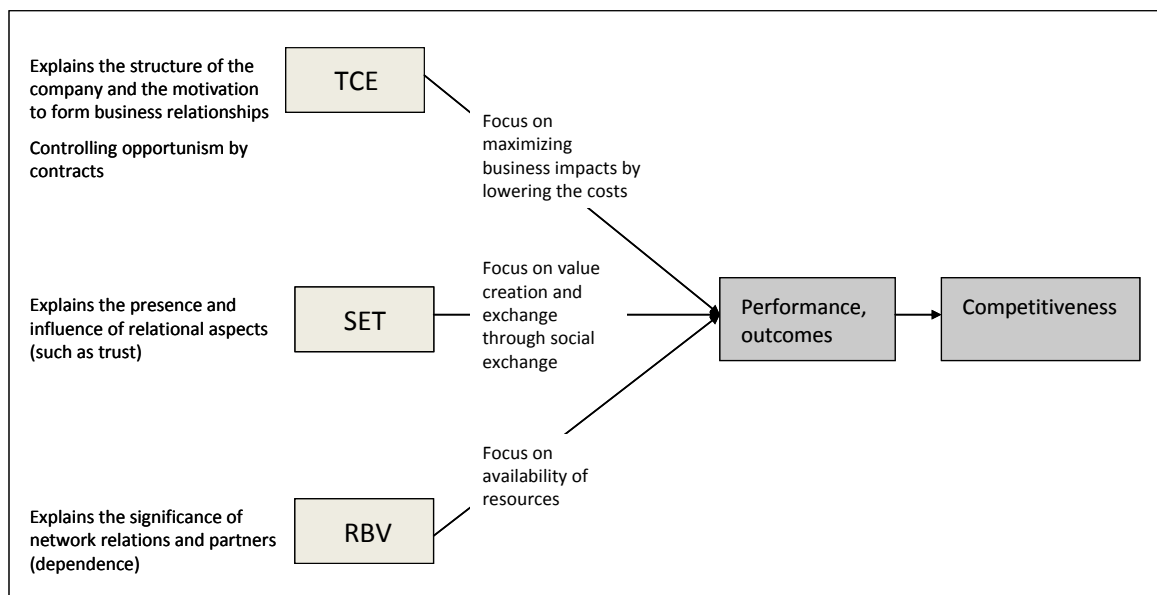 Explains the structure of the
company and the motivation
to form business relationships
Controlling opportunism by
contracts
TCE
Focus on
maximizing
business impacts by
lowering the costs
Explains the presence and
influence of relational aspects
(such as trust)
SET
Focus on value
creation and
exchange
through social
exchange
Performance,
outcomes
Competitiveness
Explains the significance of
network relations and partners
(dependence)
RBV
Focus on
availability of
resources